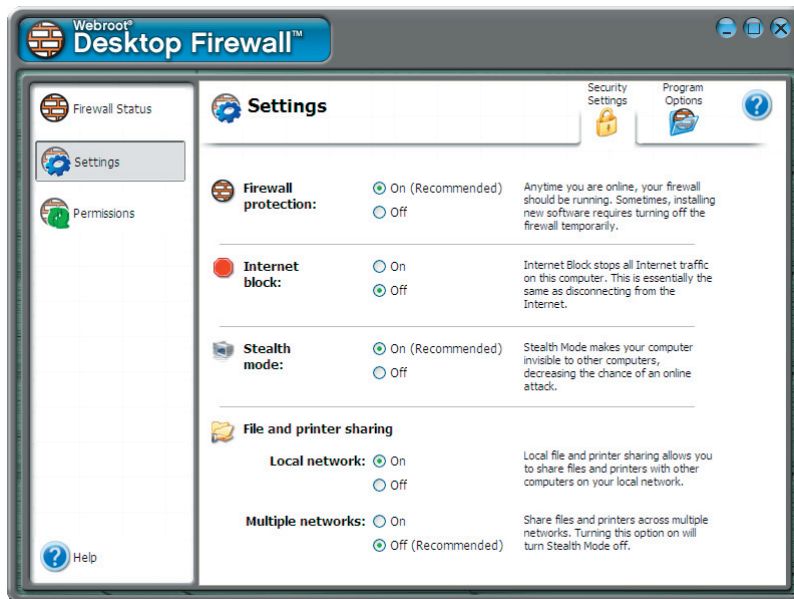 Webroot®
Desktop Firewall™
Firewall Status
Settings
Permissions
Help
Settings
Security
Settings
Program
Options
Firewall
protection:
On (Recommended)
Off
Anytime you are online, your firewall
should be running. Sometimes, installing
new software requires turning off the
firewall temporarily.
Internet
block:
On
Off
Internet Block stops all Internet traffic
on this computer. This is essentially the
same as disconnecting from the
Internet.
Stealth
mode:
On (Recommended)
Off
Stealth Mode makes your computer
invisible to other computers,
decreasing the chance of an online
attack.
File and printer sharing
Local network:
On
Off
Local file and printer sharing allows you
to share files and printers with other
computers on your local network.
Multiple networks:
On
Off (Recommended)
Share files and printers across multiple
networks. Turning this option on will
turn Stealth Mode off.